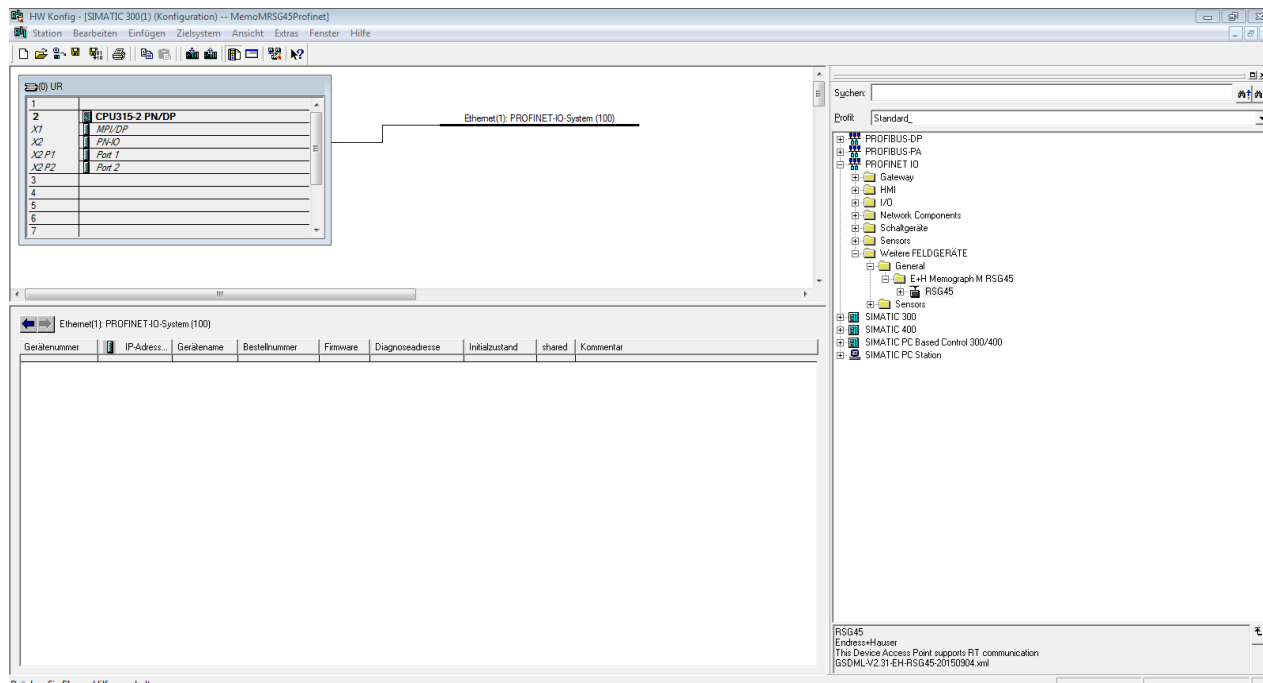 HW Konfig - [SIMATIC 300(1) (Konfiguration) -- MemoMRSG45Profinet]
Station Bearbeiten Einfügen Zielsystem Ansicht Extras Fenster Hilfe
(0) UR
1
2 CPU315-2 PN/DP
X1 MPI/DP
X2 PN-IO
X2 P1 Port 1
X2 P2 Port 2
3
4
5
6
7
Ethernet(1): PROFINET-IO-System (100)
Ethernet(1): PROFINET-IO-System (100)
Gerätenummer IP-Adress... Gerätename Bestellnummer Firmware Diagnoseadresse Initialzustand shared Kommentar
Suchen:
Profil: Standard_
PROFIBUS-DP
PROFIBUS-PA
PROFINET IO
Gateway
HMI
I/O
Network Components
Schaltgeräte
Sensors
Weitere FELDGERÄTE
General
E+H Memograph M RSG45
RSG45
Sensors
SIMATIC 300
SIMATIC 400
SIMATIC PC Based Control 300/400
SIMATIC PC Station
RSG45
Endress+Hauser
This Device Access Point supports RT communication
GSDML-V2.31-EH-RSG45-20150904.xml